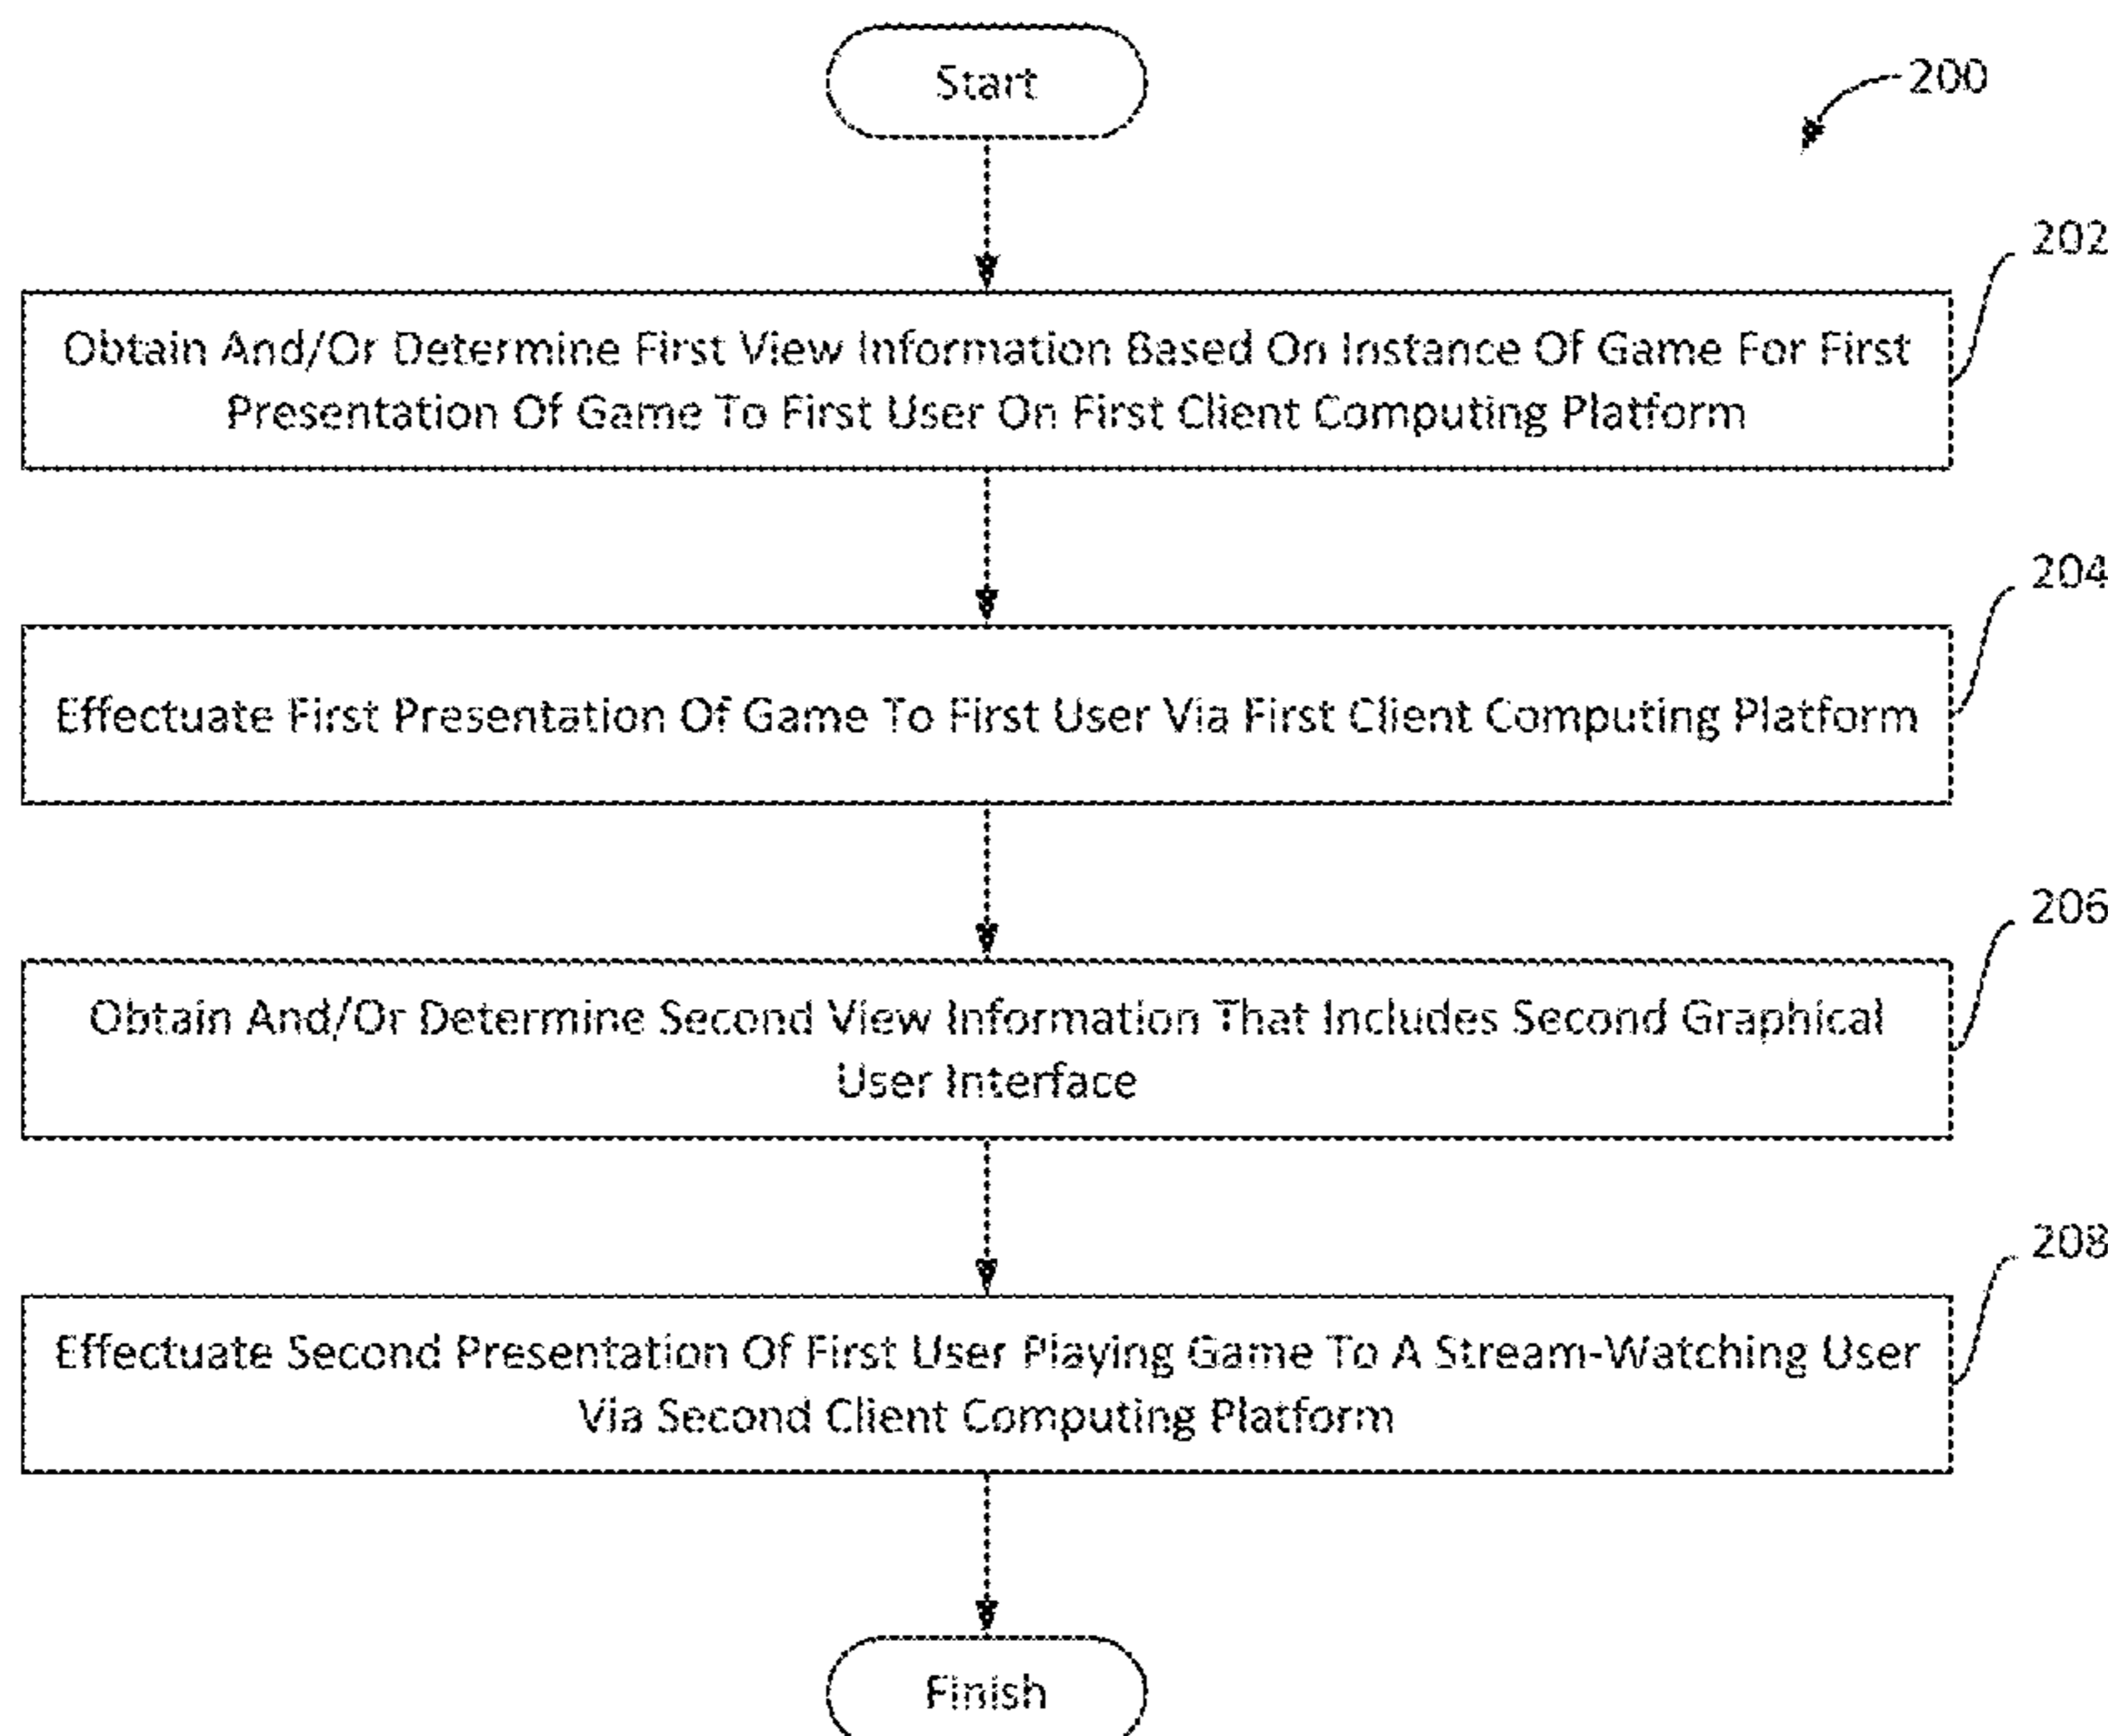 Start
200
202
Obtain And/Or Determine First View Information Based On Instance Of Game For First
Presentation Of Game To First User On First Client Computing Platform
204
Effectuate First Presentation Of Game To First User Via First Client Computing Platform
206
Obtain And/Or Determine Second View Information That Includes Second Graphical
User Interface
208
Effectuate Second Presentation Of First User Playing Game To A Stream-Watching User
Via Second Client Computing Platform
Finish